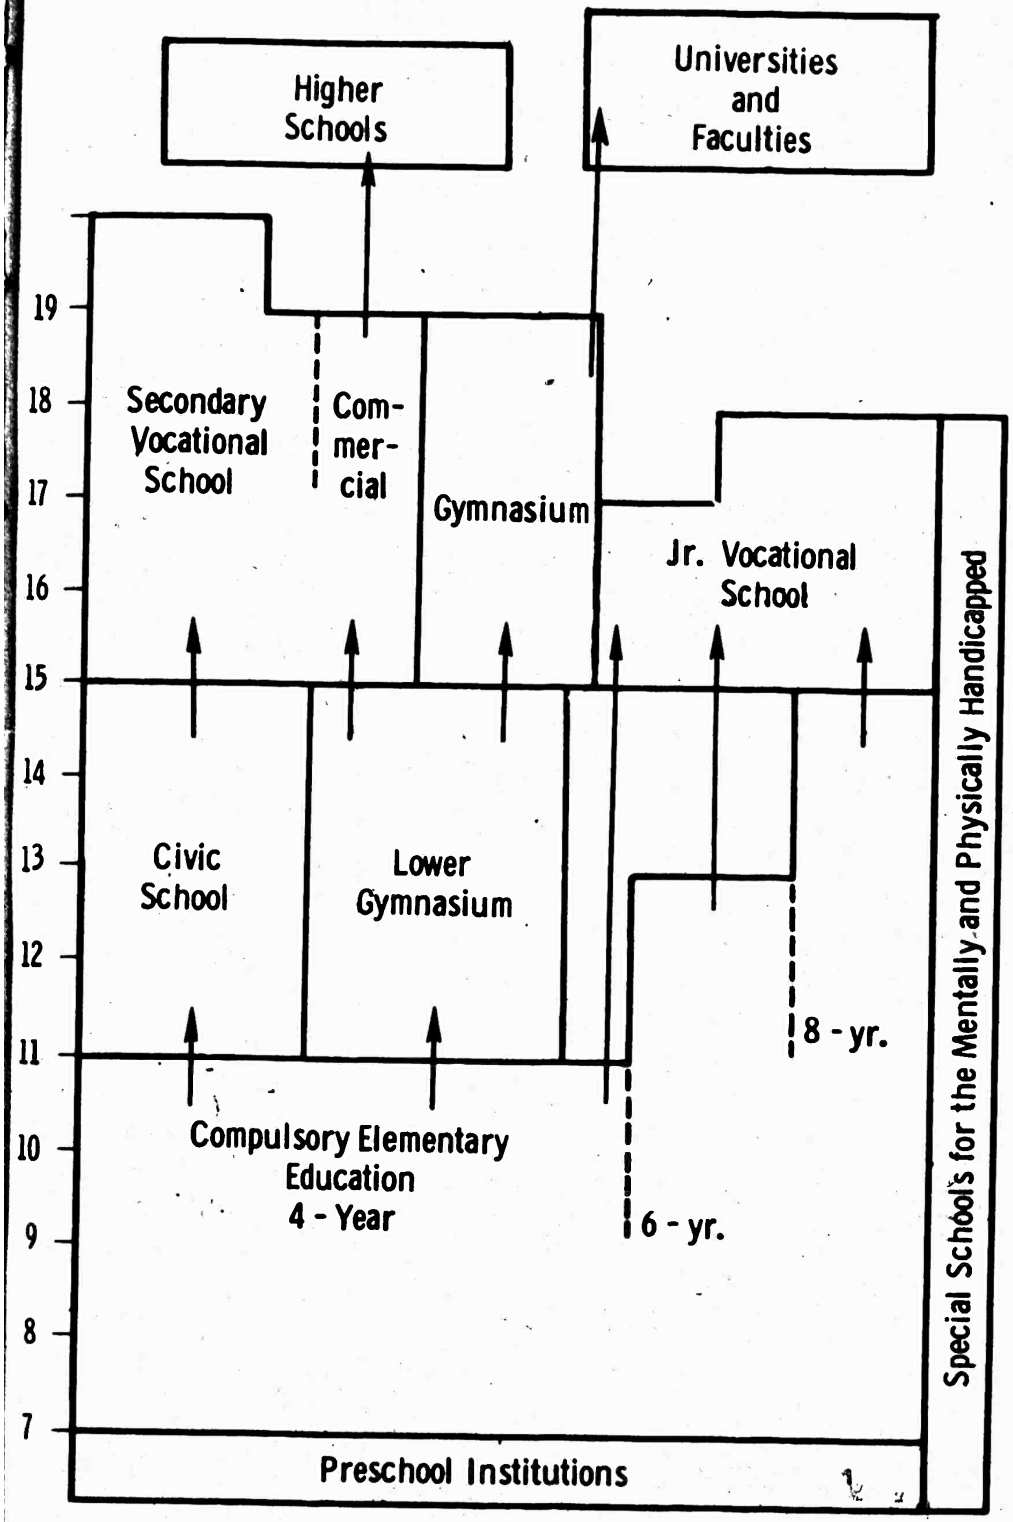 Higher
Schools
Universities
and
Faculties
19
18
17
16
15
14
13
12
11
10
9
8
7
Secondary
Vocational
School
Com-
mer-
cial
Gymnasium
Jr. Vocational
School
Civic
School
Lower
Gymnasium
8 - yr.
Compulsory Elementary
Education
4 - Year
6 - yr.
Preschool Institutions
Special Schools for the Mentally and Physically Handicapped